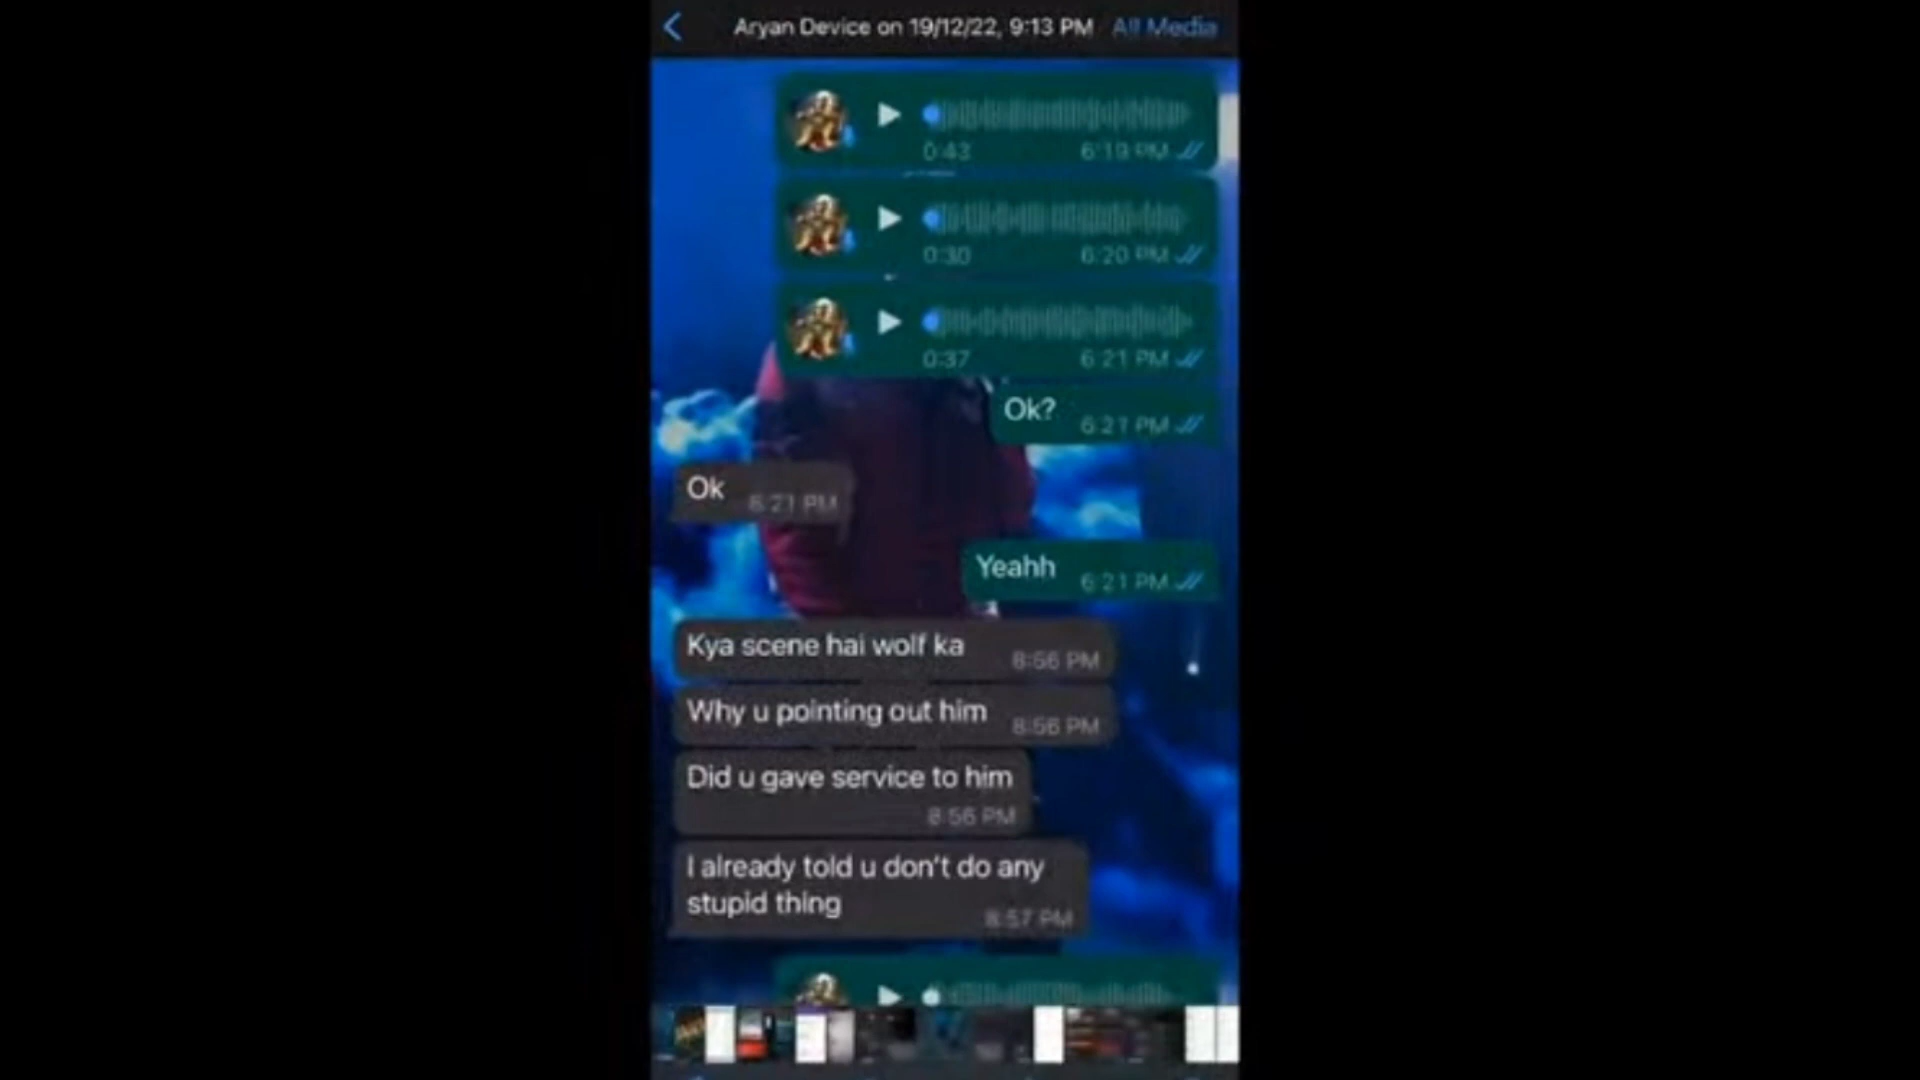 Aryan Device on 19/12/22, 9:13 PM All Media
0:43 6:19 PM
0:30 6:20 PM
0:37 6:21 PM
Ok? 6:21 PM
Ok 6:21 PM
Yeahh 6:21 PM
Kya scene hai wolf ka 8:56 PM
Why u pointing out him 8:56 PM
Did u gave service to him
8:56 PM
I already told u don't do any
stupid thing 8:57 PM